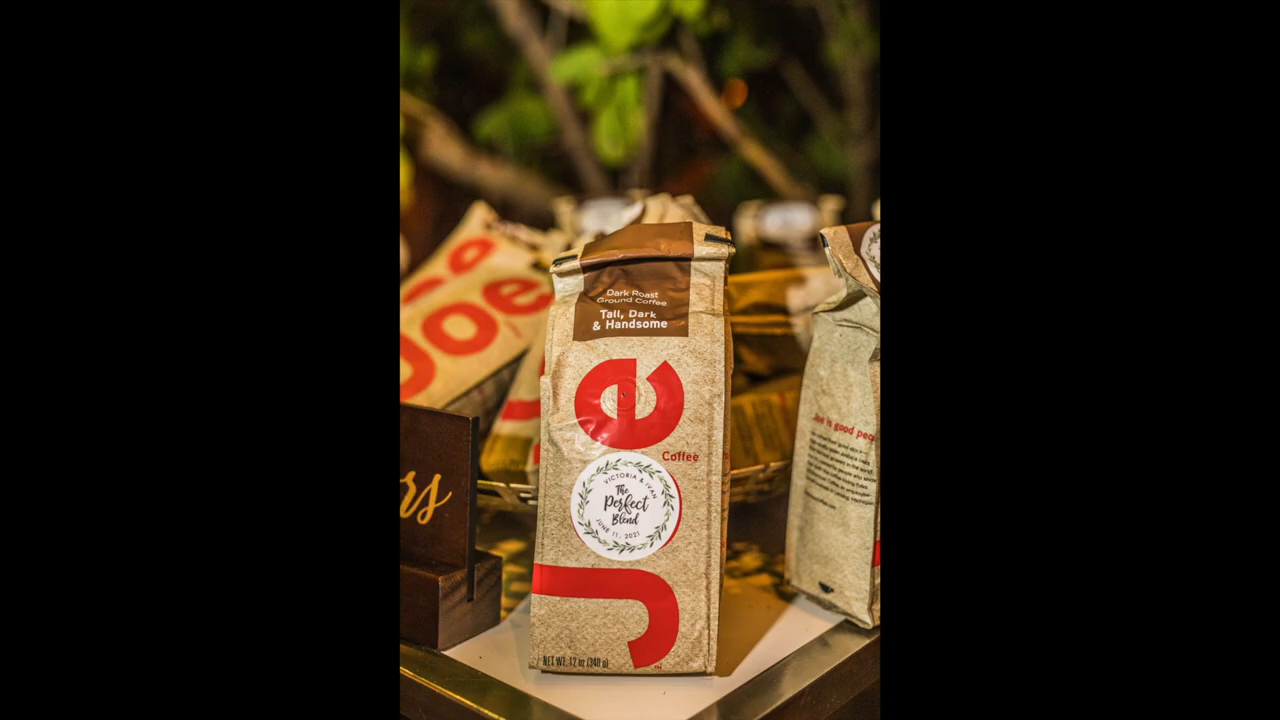 Dark Roast
Ground Coffee
Tall, Dark
& Handsome
Joe
Coffee
VICTORIA & IVAN
The
Perfect
Blend
JUNE 11, 2021
NET WT. 12 oz (340 g)
Joe
rs
Joe is good peo